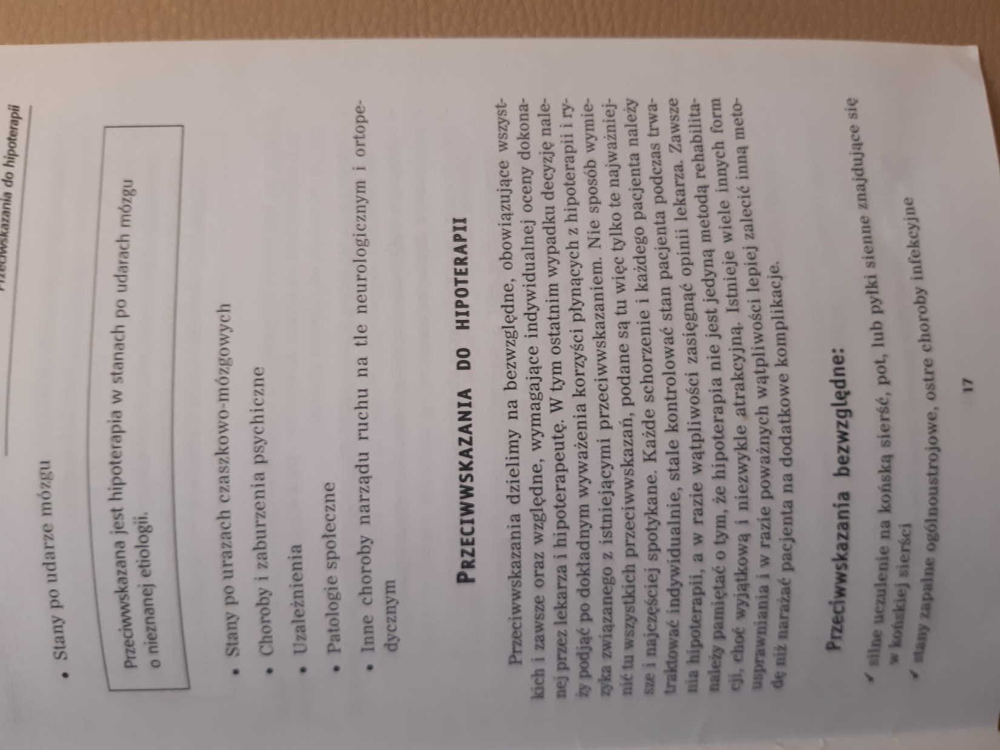 Przeciwwskazania do hipoterapii
• Stany po udarze mózgu
Przeciwwskazana jest hipoterapia w stanach po udarach mózgu
o nieznanej etiologii.
• Stany po urazach czaszkowo-mózgowych
• Choroby i zaburzenia psychiczne
• Uzależnienia
• Patologie społeczne
• Inne choroby narządu ruchu na tle neurologicznym i ortope-
dycznym
PRZECIWWSKAZANIA DO HIPOTERAPII
Przeciwwskazania dzielimy na bezwzględne, obowiązujące wszyst-
kich i zawsze oraz względne, wymagające indywidualnej oceny dokona-
nej przez lekarza i hipoterapeutę. W tym ostatnim wypadku decyzję nale-
ży podjąć po dokładnym wyważenia korzyści płynących z hipoterapii i ry-
zyka związanego z istniejącymi przeciwwskazaniem. Nie sposób wymie-
nić tu wszystkich przeciwwskazań, podane są tu więc tylko te najważniej-
sze i najczęściej spotykane. Każde schorzenie i każdego pacjenta należy
traktować indywidualnie, stale kontrolować stan pacjenta podczas trwa-
nia hipoterapii, a w razie wątpliwości zasięgnąć opinii lekarza. Zawsze
należy pamiętać o tym, że hipoterapia nie jest jedyną metodą rehabilita-
cji, choć wyjątkową i niezwykle atrakcyjną. Istnieje wiele innych form
usprawniania i w razie poważnych wątpliwości lepiej zalecić inną meto-
dę niż narażać pacjenta na dodatkowe komplikacje.
Przeciwwskazania bezwzględne:
✓ silne uczulenie na końską sierść, pot, lub pyłki sienne znajdujące się
w końskiej sierści
✓ stany zapalne ogólnoustrojowe, ostre choroby infekcyjne
17